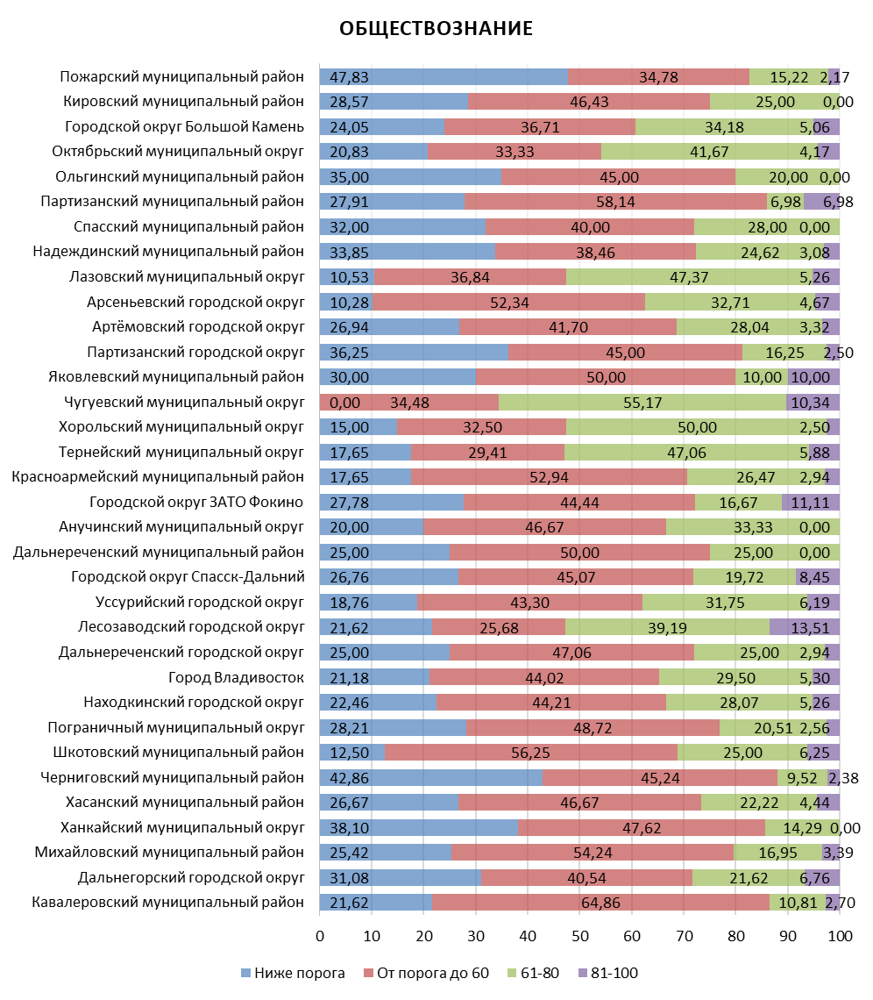 ОБЩЕСТВОЗНАНИЕ
Пожарский муниципальный район 47,83 34,78 15,22 2,17
Кировский муниципальный район 28,57 46,43 25,00 0,00
Городской округ Большой Камень 24,05 36,71 34,18 5,06
Октябрьский муниципальный округ 20,83 33,33 41,67 4,17
Ольгинский муниципальный район 35,00 45,00 20,00 0,00
Партизанский муниципальный район 27,91 58,14 6,98 6,98
Спасский муниципальный район 32,00 40,00 28,00 0,00
Надеждинский муниципальный район 33,85 38,46 24,62 3,08
Лазовский муниципальный округ 10,53 36,84 47,37 5,26
Арсеньевский городской округ 10,28 52,34 32,71 4,67
Артёмовский городской округ 26,94 41,70 28,04 3,32
Партизанский городской округ 36,25 45,00 16,25 2,50
Яковлевский муниципальный район 30,00 50,00 10,00 10,00
Чугуевский муниципальный округ 0,00 34,48 55,17 10,34
Хорольский муниципальный округ 15,00 32,50 50,00 2,50
Тернейский муниципальный округ 17,65 29,41 47,06 5,88
Красноармейский муниципальный район 17,65 52,94 26,47 2,94
Городской округ ЗАТО Фокино 27,78 44,44 16,67 11,11
Анучинский муниципальный округ 20,00 46,67 33,33 0,00
Дальнереченский муниципальный район 25,00 50,00 25,00 0,00
Городской округ Спасск-Дальний 26,76 45,07 19,72 8,45
Уссурийский городской округ 18,76 43,30 31,75 6,19
Лесозаводский городской округ 21,62 25,68 39,19 13,51
Дальнереченский городской округ 25,00 47,06 25,00 2,94
Город Владивосток 21,18 44,02 29,50 5,30
Находкинский городской округ 22,46 44,21 28,07 5,26
Пограничный муниципальный округ 28,21 48,72 20,51 2,56
Шкотовский муниципальный район 12,50 56,25 25,00 6,25
Черниговский муниципальный район 42,86 45,24 9,52 2,38
Хасанский муниципальный район 26,67 46,67 22,22 4,44
Ханкайский муниципальный округ 38,10 47,62 14,29 0,00
Михайловский муниципальный район 25,42 54,24 16,95 3,39
Дальнегорский городской округ 31,08 40,54 21,62 6,76
Кавалеровский муниципальный район 21,62 64,86 10,81 2,70
0 10 20 30 40 50 60 70 80 90 100
Ниже порога От порога до 60 61-80 81-100